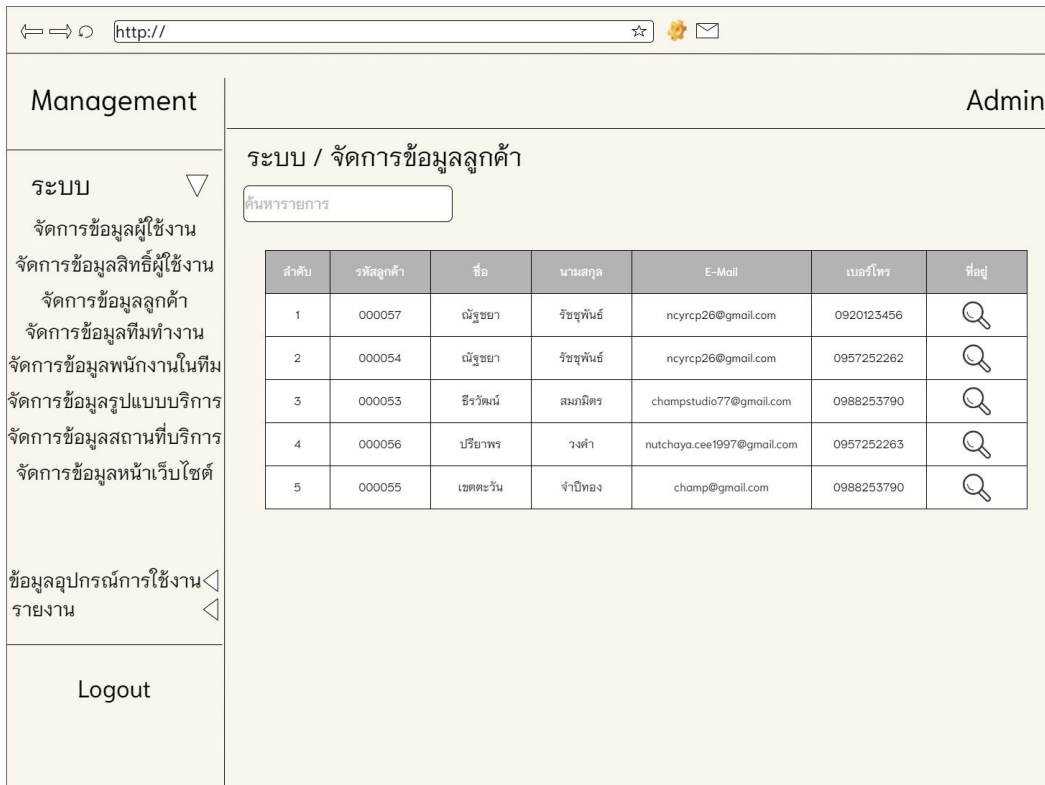 http://
Management
Admin
ระบบ / จัดการข้อมูลลูกค้า
ค้นหารายการ
ระบบ
จัดการข้อมูลผู้ใช้งาน
จัดการข้อมูลสิทธิ์ผู้ใช้งาน
จัดการข้อมูลลูกค้า
จัดการข้อมูลทีมทำงาน
จัดการข้อมูลพนักงานในทีม
จัดการข้อมูลรูปแบบบริการ
จัดการข้อมูลสถานที่บริการ
จัดการข้อมูลหน้าเว็บไซต์
ข้อมูลอุปกรณ์การใช้งาน
รายงาน
Logout
ลำดับ รหัสลูกค้า ชื่อ นามสกุล E-Mail เบอร์โทร ที่อยู่
1 000057 ณัฐชยา รัชชุพันธ์ ncyrcp26@gmail.com 0920123456
2 000054 ณัฐชยา รัชชุพันธ์ ncyrcp26@gmail.com 0957252262
3 000053 ธีรวัฒน์ สมภมิตร champstudio77@gmail.com 0988253790
4 000056 ปรียาพร วงคำ nutchaya.cee1997@gmail.com 0957252263
5 000055 เขตตะวัน จำปีทอง champ@gmail.com 0988253790